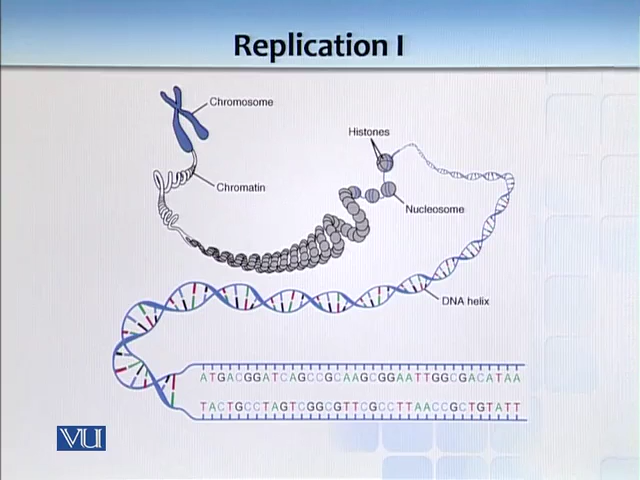 Replication I
Chromosome
Histones
Chromatin
Nucleosome
DNA helix
ATGACGGATCAGCCGCAAGCGGAATTGGCGACATAA
TACTGCCTAGTCGGCGTTCGCCTTAACCGCTGTATT
VU